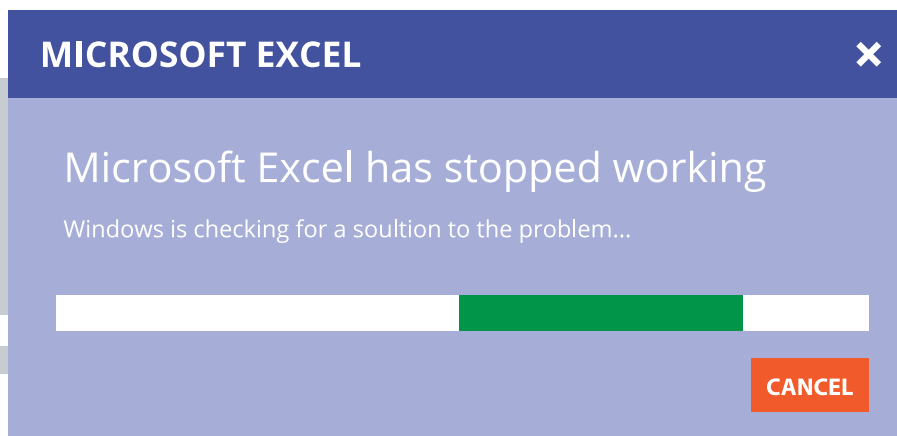 MICROSOFT EXCEL
Microsoft Excel has stopped working
Windows is checking for a soultion to the problem...
CANCEL